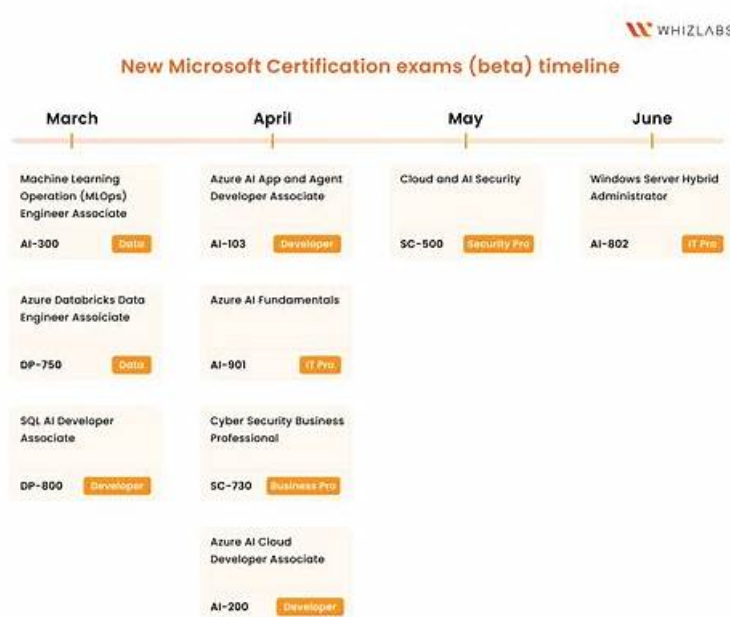 WHIZLABS
New Microsoft Certification exams (beta) timeline
March
April
May
June
Machine Learning
Operation (MLOps)
Engineer Associate
AI-300
Data
Azure Databricks Data
Engineer Assoiciate
DP-750
Data
SQL AI Developer
Associate
DP-800
Developer
Azure AI App and Agent
Developer Associate
AI-103
Developer
Azure AI Fundamentals
AI-901
IT Pro
Cyber Security Business
Professional
SC-730
Business Pro
Azure AI Cloud
Developer Associate
AI-200
Developer
Cloud and AI Security
SC-500
Security Pro
Windows Server Hybrid
Administrator
AI-802
IT Pro